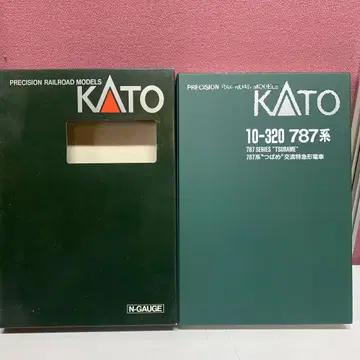 PRECISION RAILROAD MODELS
KATO
N-GAUGE
PRECISION RAILROAD MODELS
KATO
10-320 787系
787 SERIES "TSUBAME"
787系"つばめ"交流特急形電車